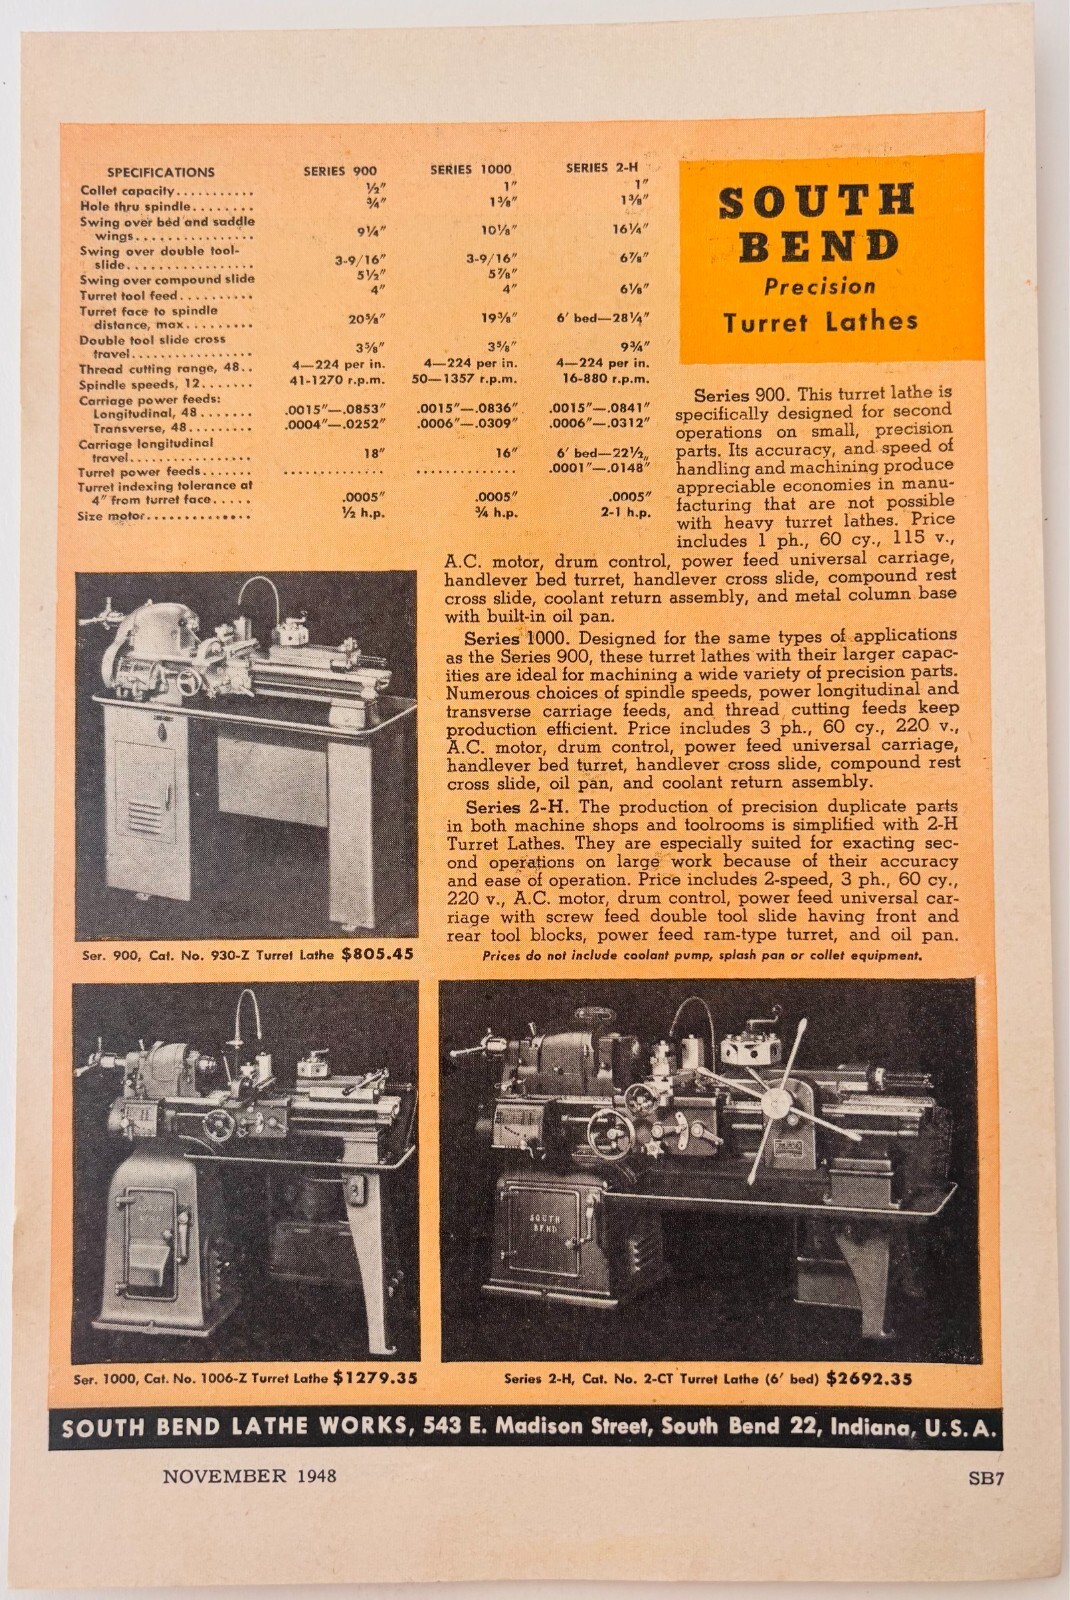 SPECIFICATIONS SERIES 900 SERIES 1000 SERIES 2-H
Collet capacity........... ½" 1" 1"
Hole thru spindle........ ¾" 1⅜" 1⅜"
Swing over bed and saddle
wings................ 9¼" 10⅛" 16¼"
Swing over double tool-
slide................. 3-9/16" 3-9/16" 6⅞"
Swing over compound slide 5½" 5⅞"
Turret tool feed.......... 4" 4" 6⅛"
Turret face to spindle
distance, max......... 20⅝" 19⅜" 6' bed—28¼"
Double tool slide cross
travel................ 3⅝" 3⅝" 9¾"
Thread cutting range, 48.. 4—224 per in. 4—224 per in. 4—224 per in.
Spindle speeds, 12....... 41-1270 r.p.m. 50—1357 r.p.m. 16-880 r.p.m.
Carriage power feeds:
Longitudinal, 48....... .0015"—.0853" .0015"—.0836" .0015"—.0841"
Transverse, 48......... .0004"—.0252" .0006"—.0309" .0006"—.0312"
Carriage longitudinal
travel................. 18" 16" 6' bed—22½"
Turret power feeds....... .............. .............. .0001"—.0148"
Turret indexing tolerance at
4" from turret face..... .0005" .0005" .0005"
Size motor.............. ½ h.p. ¾ h.p. 2-1 h.p.
SOUTH
BEND
Precision
Turret Lathes
Series 900. This turret lathe is
specifically designed for second
operations on small, precision
parts. Its accuracy, and speed of
handling and machining produce
appreciable economies in manu-
facturing that are not possible
with heavy turret lathes. Price
includes 1 ph., 60 cy., 115 v.,
A.C. motor, drum control, power feed universal carriage,
handlever bed turret, handlever cross slide, compound rest
cross slide, coolant return assembly, and metal column base
with built-in oil pan.
Series 1000. Designed for the same types of applications
as the Series 900, these turret lathes with their larger capac-
ities are ideal for machining a wide variety of precision parts.
Numerous choices of spindle speeds, power longitudinal and
transverse carriage feeds, and thread cutting feeds keep
production efficient. Price includes 3 ph., 60 cy., 220 v.,
A.C. motor, drum control, power feed universal carriage,
handlever bed turret, handlever cross slide, compound rest
cross slide, oil pan, and coolant return assembly.
Series 2-H. The production of precision duplicate parts
in both machine shops and toolrooms is simplified with 2-H
Turret Lathes. They are especially suited for exacting sec-
ond operations on large work because of their accuracy
and ease of operation. Price includes 2-speed, 3 ph., 60 cy.,
220 v., A.C. motor, drum control, power feed universal car-
riage with screw feed double tool slide having front and
rear tool blocks, power feed ram-type turret, and oil pan.
Prices do not include coolant pump, splash pan or collet equipment.
Ser. 900, Cat. No. 930-Z Turret Lathe $805.45
SOUTH
BEND
SOUTH
BEND
Ser. 1000, Cat. No. 1006-Z Turret Lathe $1279.35
Series 2-H, Cat. No. 2-CT Turret Lathe (6' bed) $2692.35
SOUTH BEND LATHE WORKS, 543 E. Madison Street, South Bend 22, Indiana, U.S.A.
NOVEMBER 1948
SB7